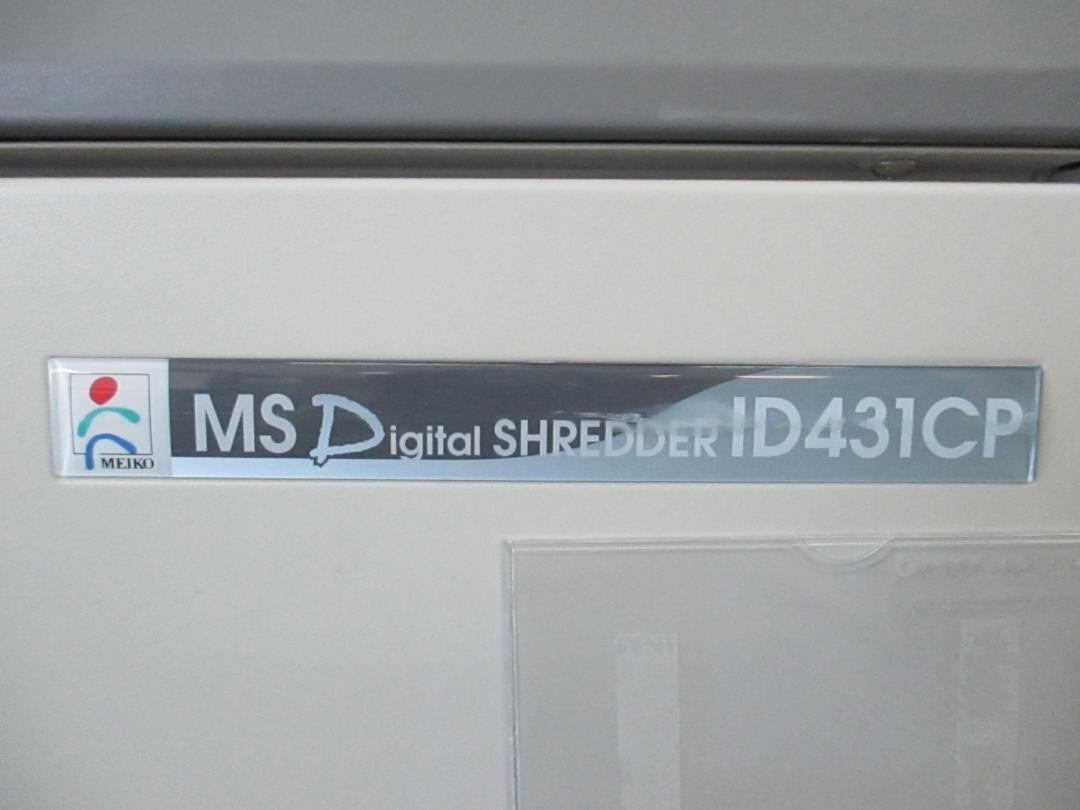 MEIKO
MS Digital SHREDDER ID431CP